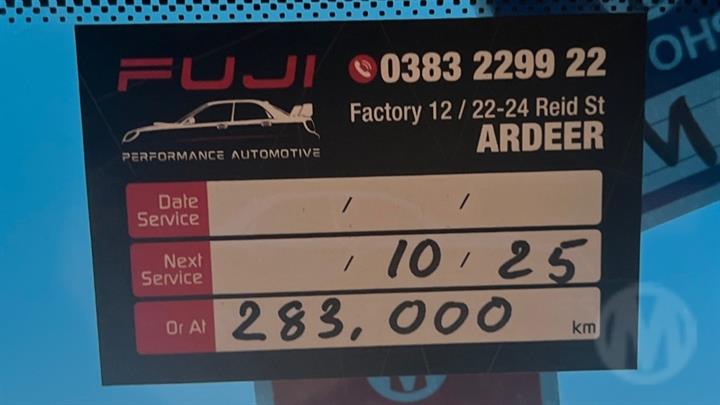 FUJI
PERFORMANCE AUTOMOTIVE
0383 2299 22
Factory 12 / 22-24 Reid St
ARDEER
Date Service / /
Next Service / 10 / 25
Or At 283,000 km
M